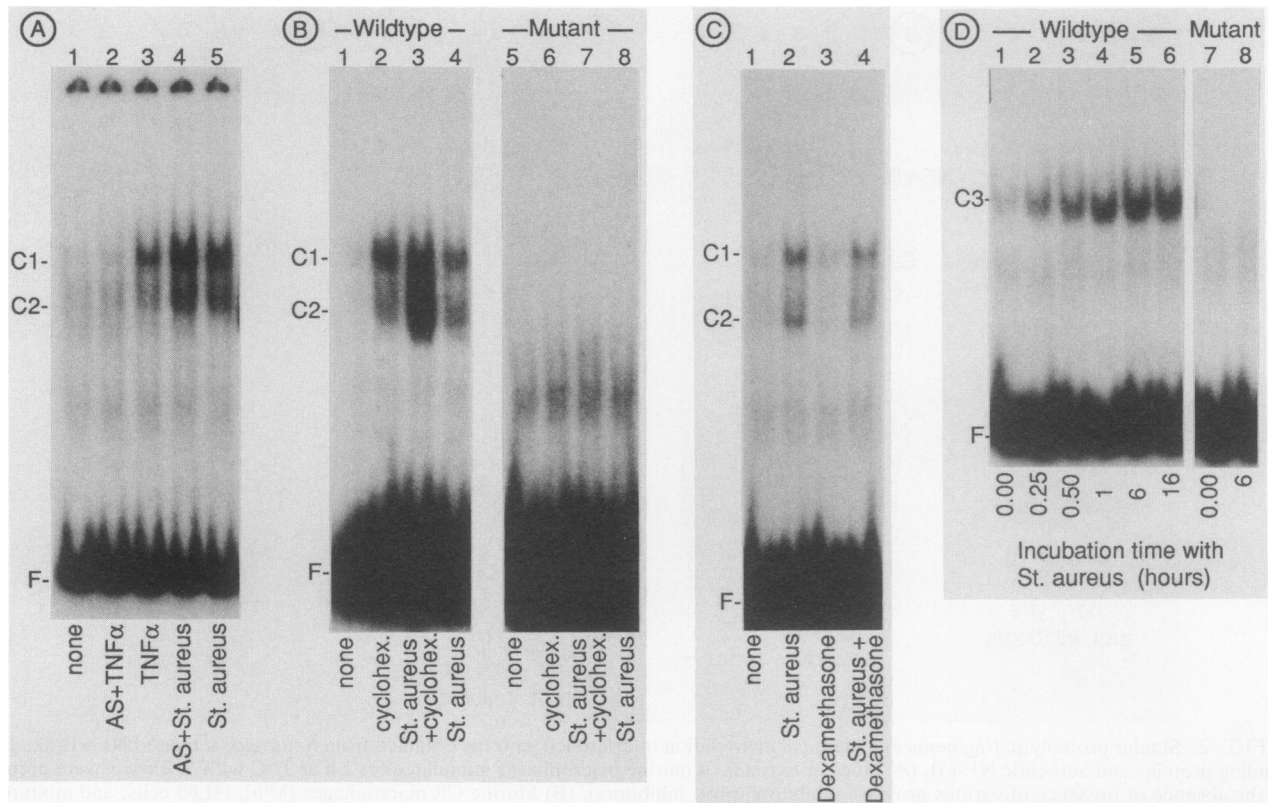 A
1 2 3 4 5
C1-
C2-
F-
none
AS+TNFα
TNFα
AS+St. aureus
St. aureus
B
–Wildtype –
–Mutant–
1 2 3 4 5 6 7 8
C1-
C2-
F-
none
cyclohex.
St. aureus
+cyclohex.
St. aureus
none
cyclohex.
St. aureus
+cyclohex.
St. aureus
C
1 2 3 4
C1-
C2-
F-
none
St. aureus
Dexamethasone
St. aureus +
Dexamethasone
D
— Wildtype —
Mutant
1 2 3 4 5 6 7 8
C3-
F-
0.00
0.25
0.50
1
6
16
0.00
6
Incubation time with
St. aureus (hours)